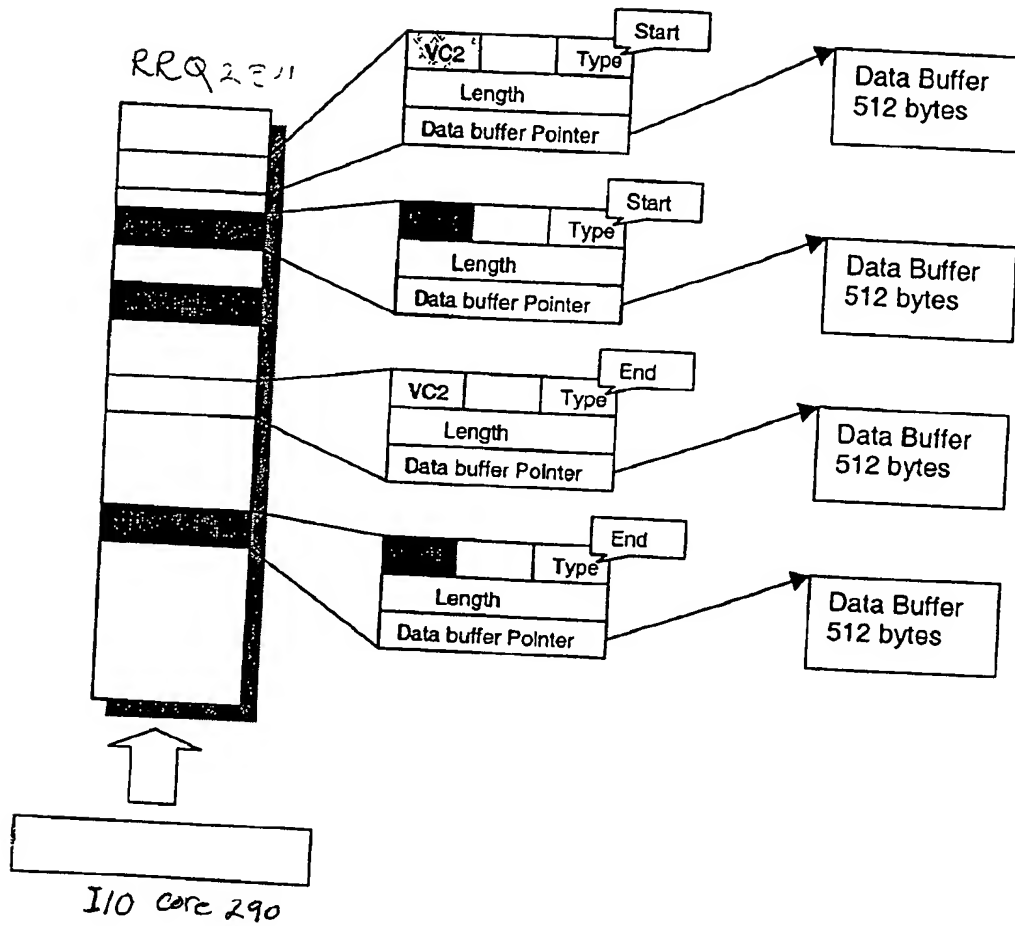 Start
RRQ
VC2
Type
Length
Data buffer Pointer
Data Buffer
512 bytes
Start
Type
Length
Data buffer Pointer
Data Buffer
512 bytes
End
VC2
Type
Length
Data buffer Pointer
Data Buffer
512 bytes
End
Type
Length
Data buffer Pointer
Data Buffer
512 bytes
I/O core 290